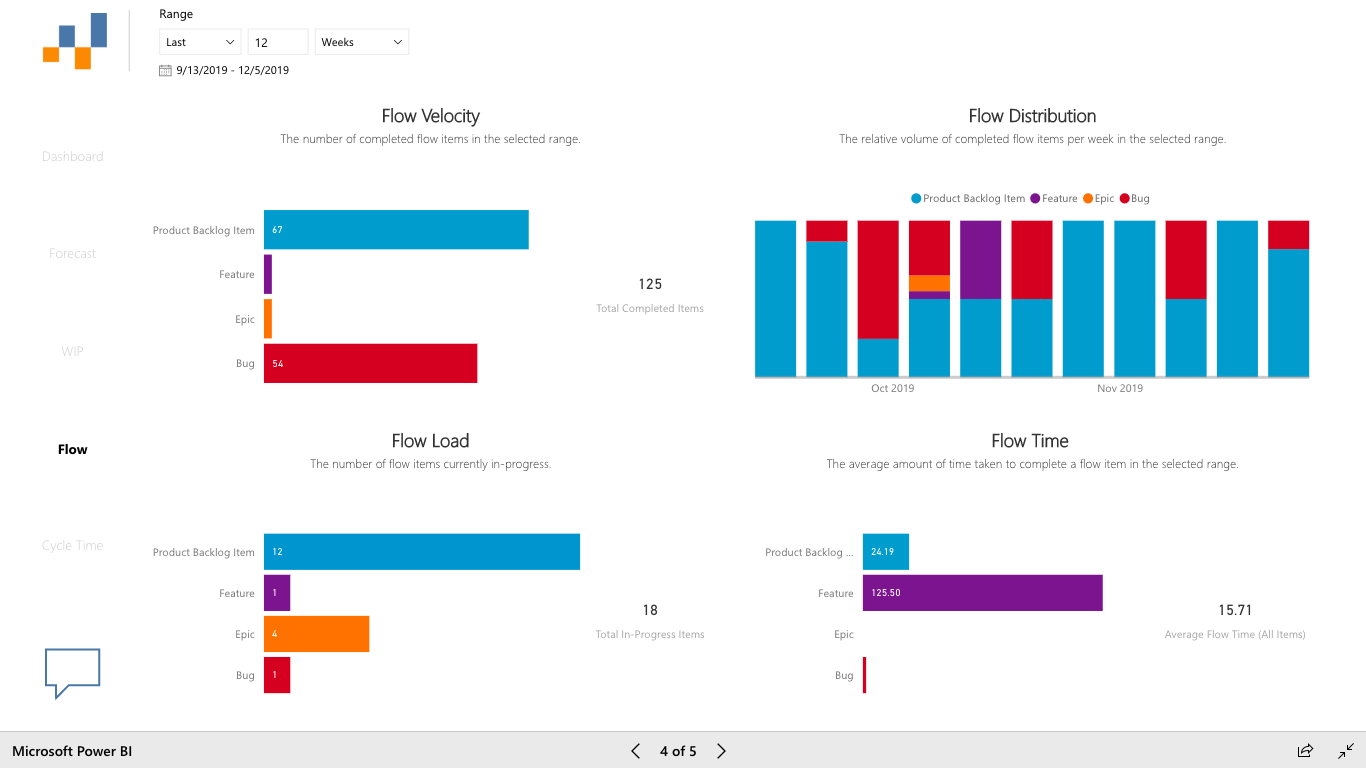 Range
Last
12
Weeks
9/13/2019 - 12/5/2019
Dashboard
Forecast
WIP
Flow
Cycle Time
Flow Velocity
The number of completed flow items in the selected range.
Product Backlog Item
67
Feature
Epic
Bug
54
125
Total Completed Items
Flow Distribution
The relative volume of completed flow items per week in the selected range.
Product Backlog Item
Feature
Epic
Bug
Oct 2019
Nov 2019
Flow Load
The number of flow items currently in-progress.
Product Backlog Item
12
Feature
1
Epic
4
Bug
1
18
Total In-Progress Items
Flow Time
The average amount of time taken to complete a flow item in the selected range.
Product Backlog ...
24.19
Feature
125.50
Epic
Bug
15.71
Average Flow Time (All Items)
Microsoft Power BI
4 of 5